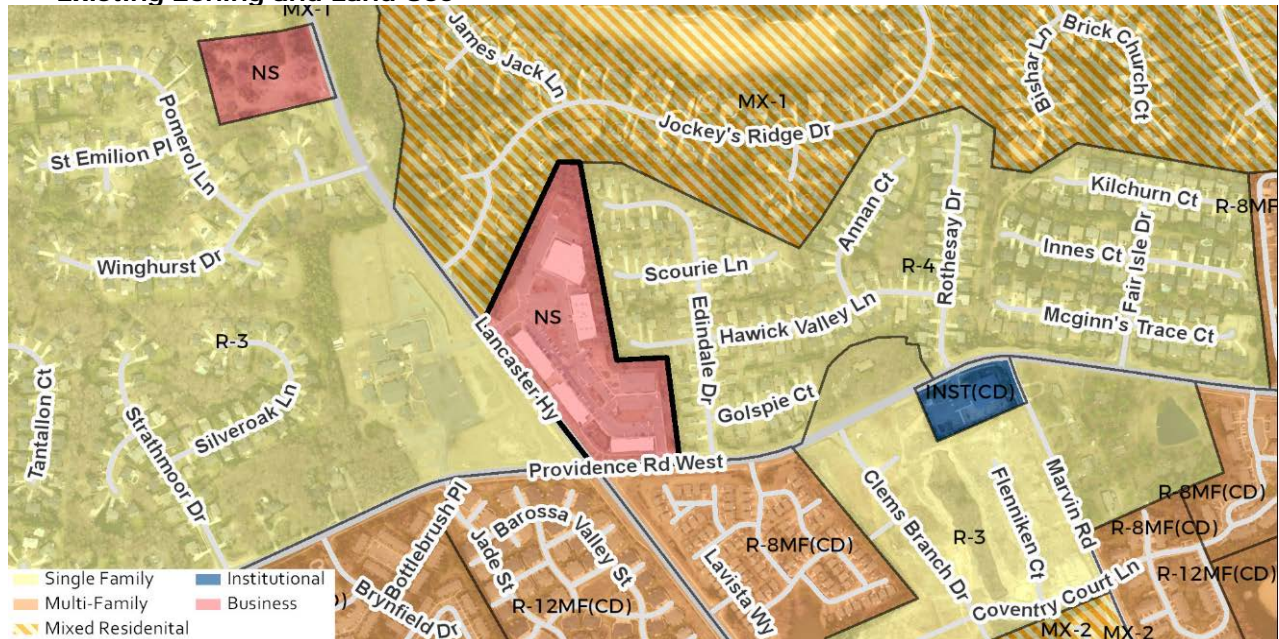 Existing Zoning and Land Use
MX-1
NS
James Jack Ln
MX-1
Jockey's Ridge Dr
Bishar Ln
Brick Church Ct
Pomerol Ln
St Emilion Pl
Winghurst Dr
Annan Ct
Rothesay Dr
Kilchurn Ct
R-8MF
Scourie Ln
R-4
Innes Ct
Fair Isle Dr
Edindale Dr
Hawick Valley Ln
Mcginn's Trace Ct
NS
Lancaster Hy
R-3
Tantallon Ct
Strathmoor Dr
Silveroak Ln
Golspie Ct
INST(CD)
Providence Rd West
Clems Branch Dr
Flenniken Ct
Marvin Rd
R-8MF(CD)
R-8MF(CD)
R-12MF(CD)
Bottlebrush Pl
Jade St
Barossa Valley St
R-8MF(CD)
R-3
Lavista Wy
Brynfield Dr
R-12MF(CD)
Coventry Court Ln
MX-2
MX-2
Single Family
Institutional
Multi-Family
Business
Mixed Residenital